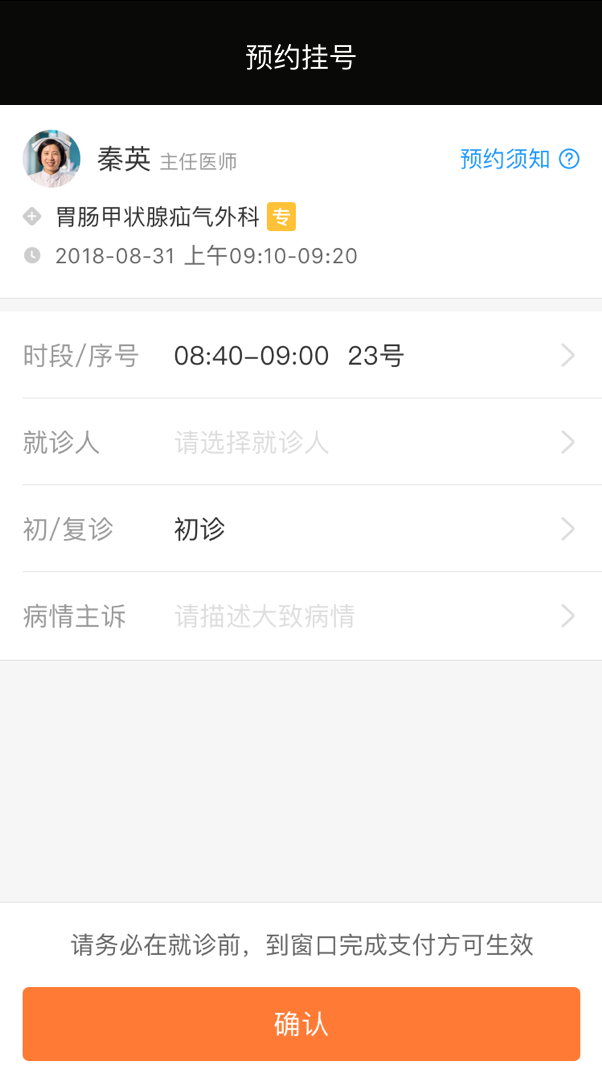 预约挂号
秦英 主任医师 预约须知 ?
胃肠甲状腺疝气外科 专
2018-08-31 上午09:10-09:20
时段/序号 08:40-09:00 23号
就诊人 请选择就诊人
初/复诊 初诊
病情主诉 请描述大致病情
请务必在就诊前，到窗口完成支付方可生效
确认